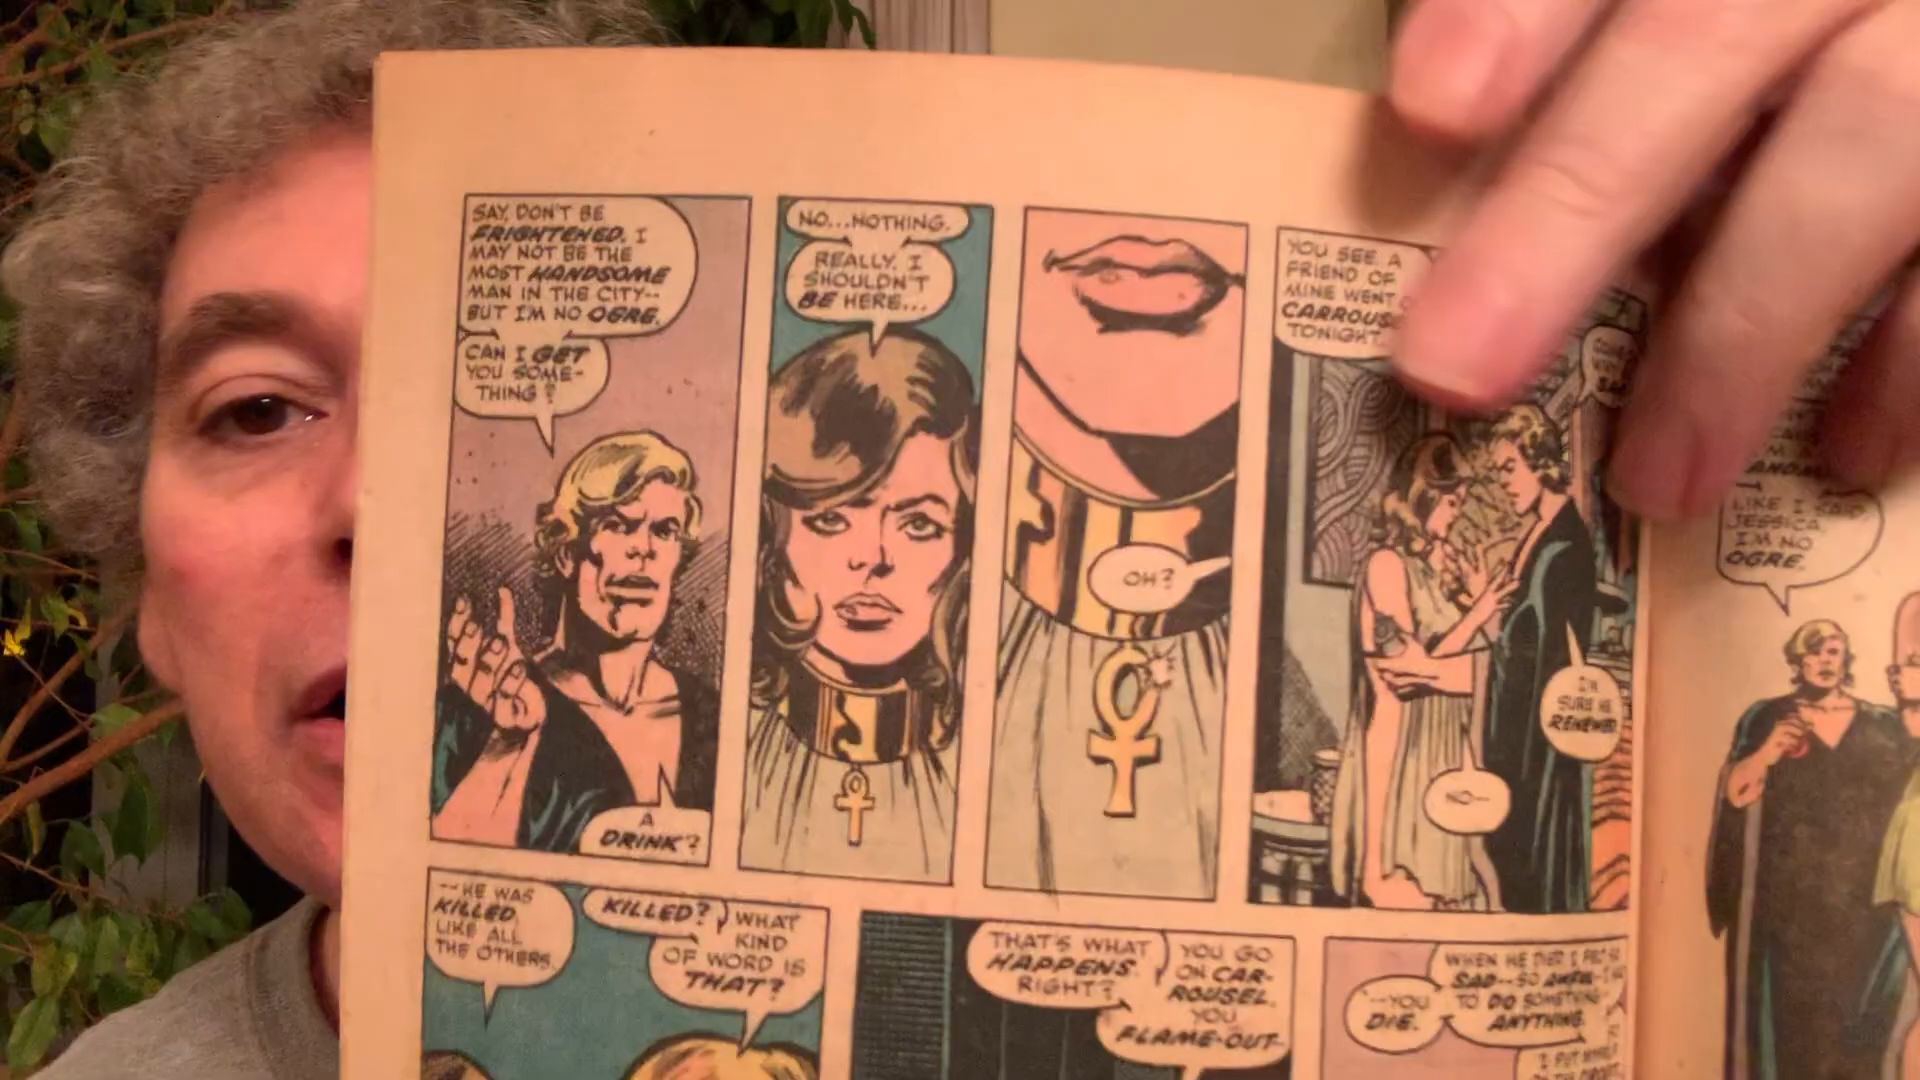 SAY, DON'T BE
FRIGHTENED. I
MAY NOT BE THE
MOST HANDSOME
MAN IN THE CITY--
BUT I'M NO OGRE.
CAN I GET
YOU SOME-
THING?
A
DRINK?
NO...NOTHING.
REALLY, I
SHOULDN'T
BE HERE...
OH?
YOU SEE, A
FRIEND OF
MINE WENT
TONIGHT.
I'M
SURE HE
RENEWED.
NO--
--HE WAS
KILLED
LIKE ALL
THE OTHERS.
KILLED?
WHAT
KIND
OF WORD IS
THAT?
THAT'S WHAT
HAPPENS,
RIGHT?
YOU GO
ON CAR-
ROUSEL.
YOU
FLAME-OUT--
--YOU
DIE.
WHEN HE DIED I
SAD--SO
TO DO SOMETHING
ANYTHING.
LIKE I SAID,
JESSICA,
I'M NO
OGRE.